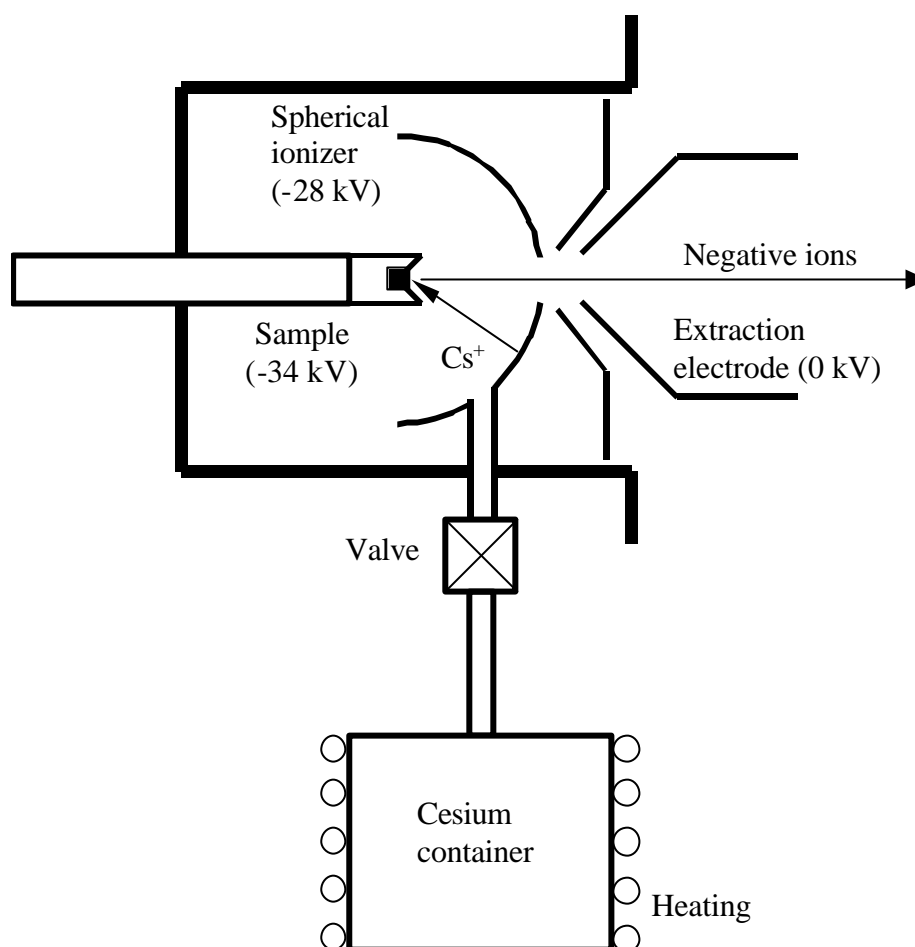 Spherical
ionizer
(-28 kV)
Negative ions
Sample
(-34 kV)
Cs⁺
Extraction
electrode (0 kV)
Valve
Cesium
container
Heating